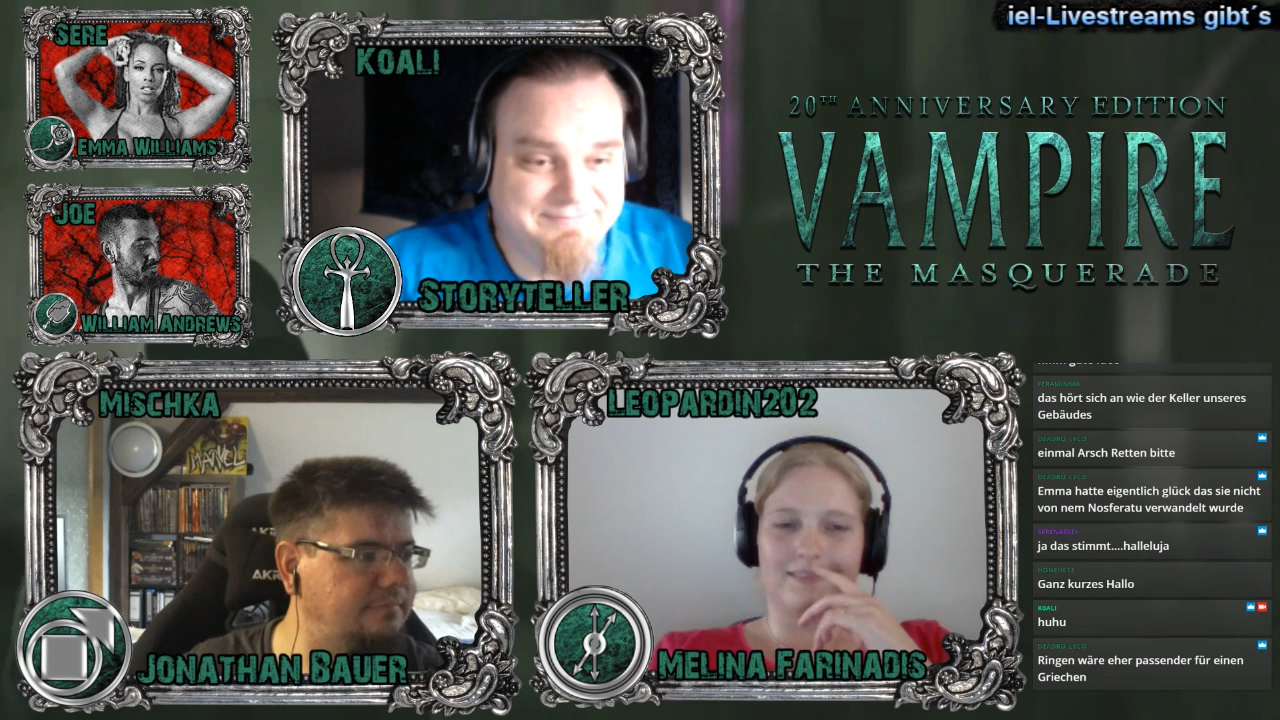 iel-Livestreams gibt´s
SERE
EMMA WILLIAMS
JOE
WILLIAM ANDREWS
KOALI
STORYTELLER
20TH ANNIVERSARY EDITION
VAMPIRE
THE MASQUERADE
MISCHKA
JONATHAN BAUER
LEOPARDIN202
MELINA FARINADIS
das hört sich an wie der Keller unseres
Gebäudes
DEADRO_LYCO
einmal Arsch Retten bitte
DEADRO_LYCO
Emma hatte eigentlich glück das sie nicht
von nem Nosferatu verwandelt wurde
ja das stimmt....halleluja
Ganz kurzes Hallo
KOALI
huhu
DEADRO_LYCO
Ringen wäre eher passender für einen
Griechen